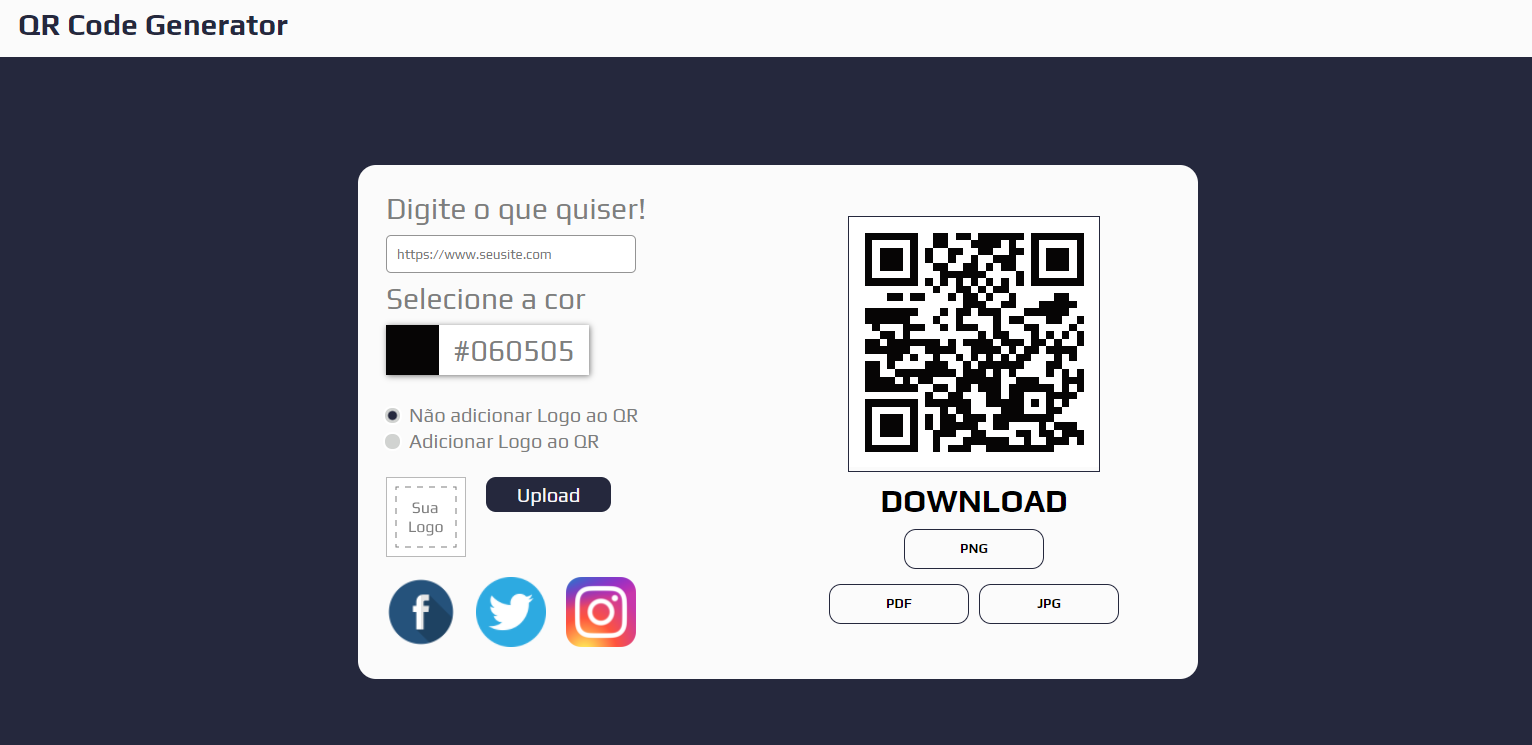 QR Code Generator
Digite o que quiser!
https://www.seusite.com
Selecione a cor
#060505
Não adicionar Logo ao QR
Adicionar Logo ao QR
Sua
Logo
Upload
DOWNLOAD
PNG
PDF
JPG